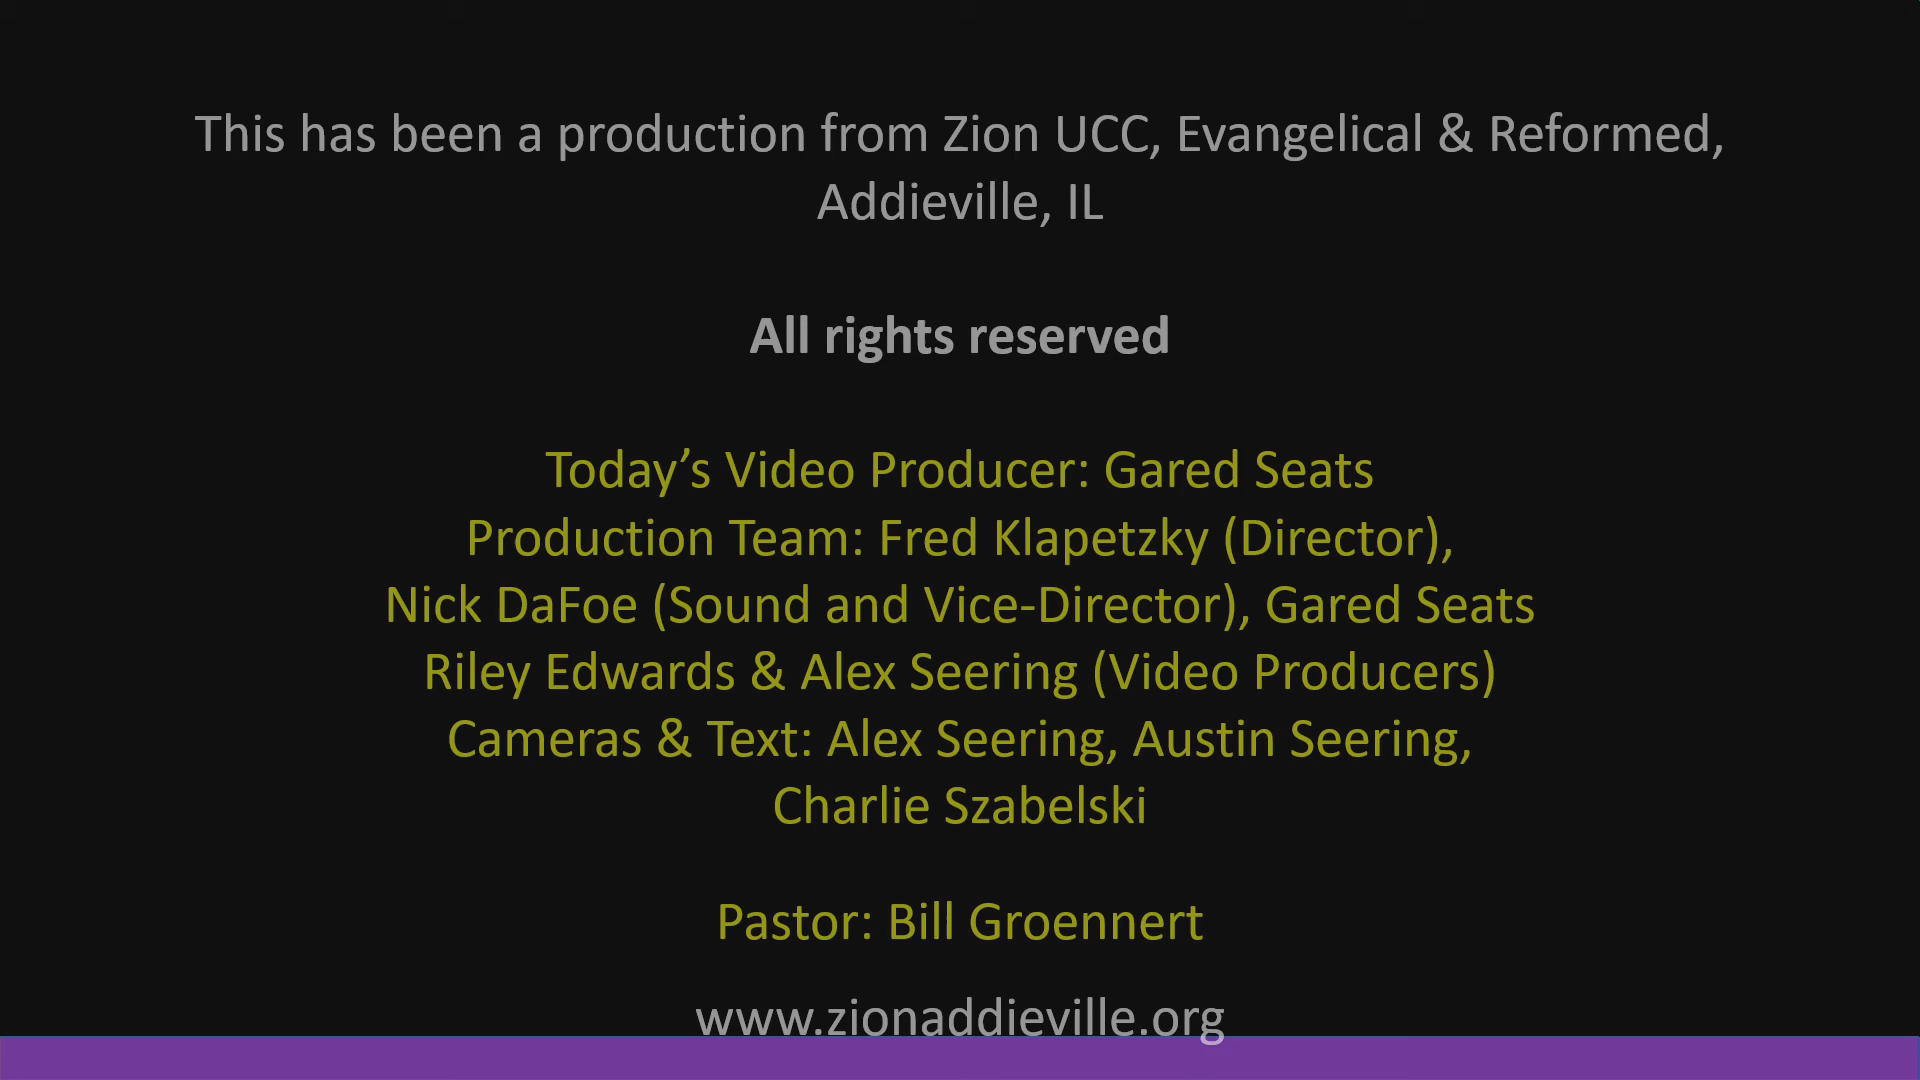 This has been a production from Zion UCC, Evangelical & Reformed,
Addieville, IL
All rights reserved
Today’s Video Producer: Gared Seats
Production Team: Fred Klapetzky (Director),
Nick DaFoe (Sound and Vice-Director), Gared Seats
Riley Edwards & Alex Seering (Video Producers)
Cameras & Text: Alex Seering, Austin Seering,
Charlie Szabelski
Pastor: Bill Groennert
www.zionaddieville.org